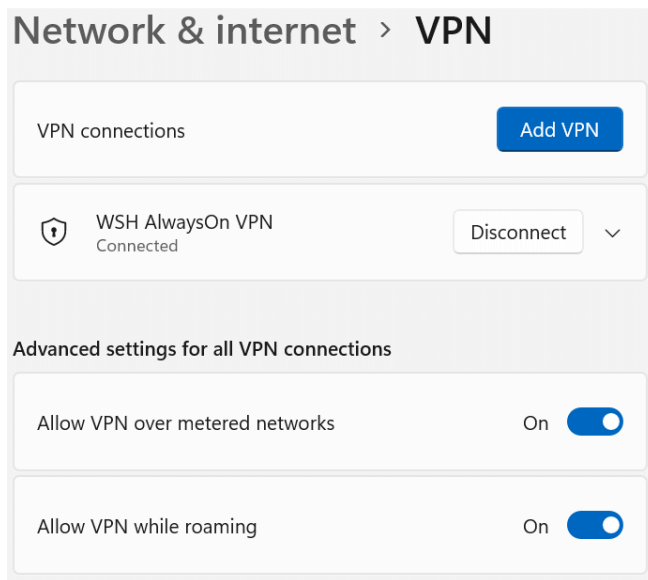 Network & internet > VPN
VPN connections
Add VPN
WSH AlwaysOn VPN
Connected
Disconnect
Advanced settings for all VPN connections
Allow VPN over metered networks
On
Allow VPN while roaming
On